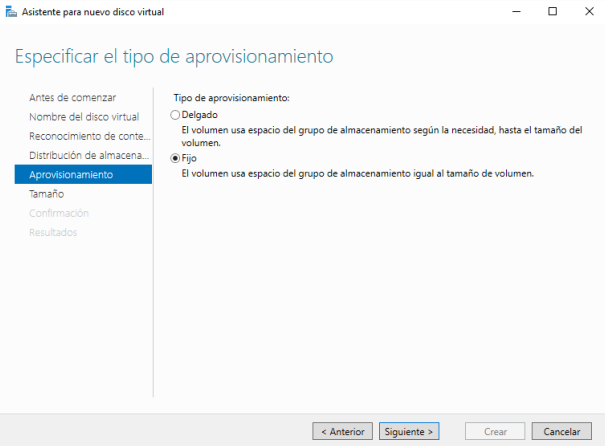 Asistente para nuevo disco virtual
Especificar el tipo de aprovisionamiento
Antes de comenzar
Nombre del disco virtual
Reconocimiento de conte...
Distribución de almacena...
Aprovisionamiento
Tamaño
Confirmación
Resultados
Tipo de aprovisionamiento:
Delgado
El volumen usa espacio del grupo de almacenamiento según la necesidad, hasta el tamaño del
volumen.
Fijo
El volumen usa espacio del grupo de almacenamiento igual al tamaño de volumen.
< Anterior
Siguiente >
Crear
Cancelar